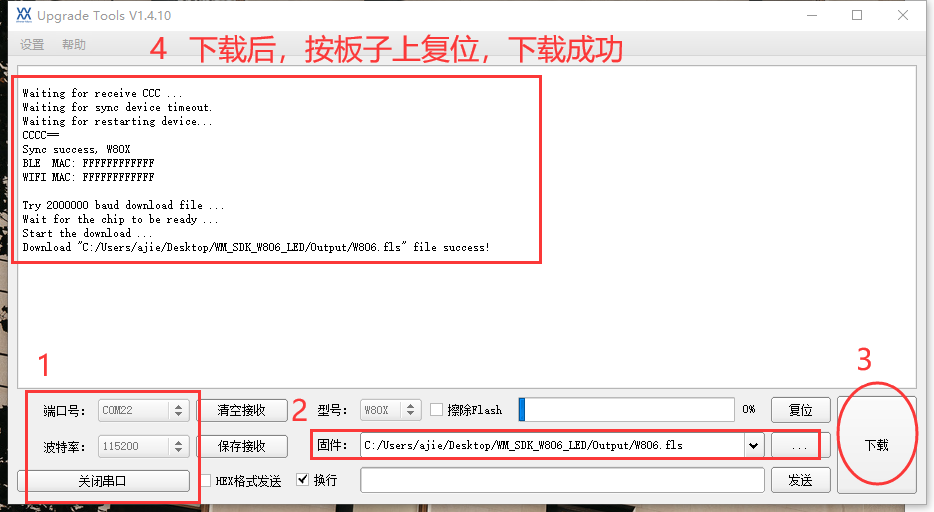 Upgrade Tools V1.4.10
设置 帮助
4 下载后，按板子上复位，下载成功
Waiting for receive CCC ...
Waiting for sync device timeout.
Waiting for restarting device...
CCCC==
Sync success, W80X
BLE MAC: FFFFFFFFFFFF
WIFI MAC: FFFFFFFFFFFF
Try 2000000 baud download file ...
Wait for the chip to be ready ...
Start the download ...
Download "C:/Users/ajie/Desktop/WM_SDK_W806_LED/Output/W806.fls" file success!
1
3
端口号： COM22 清空接收 2 型号： W80X 擦除Flash 0% 复位
波特率： 115200 保存接收 固件： C:/Users/ajie/Desktop/WM_SDK_W806_LED/Output/W806.fls ... 下载
关闭串口 HEX格式发送 换行 发送